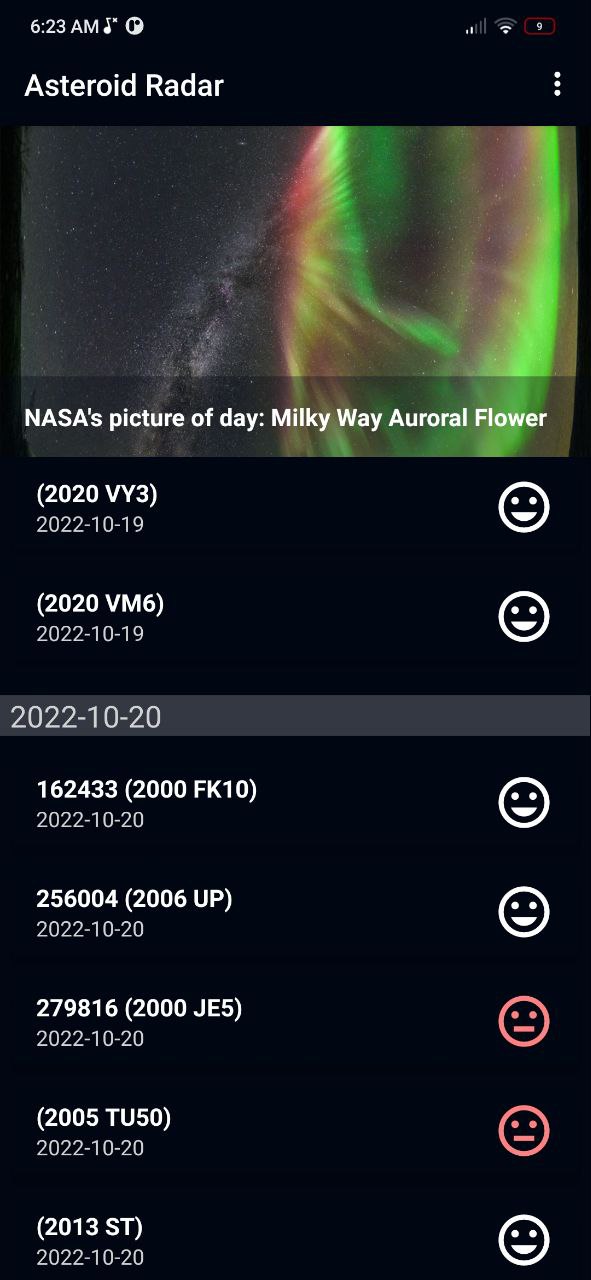 6:23 AM
9
Asteroid Radar
NASA's picture of day: Milky Way Auroral Flower
(2020 VY3)
2022-10-19
(2020 VM6)
2022-10-19
2022-10-20
162433 (2000 FK10)
2022-10-20
256004 (2006 UP)
2022-10-20
279816 (2000 JE5)
2022-10-20
(2005 TU50)
2022-10-20
(2013 ST)
2022-10-20